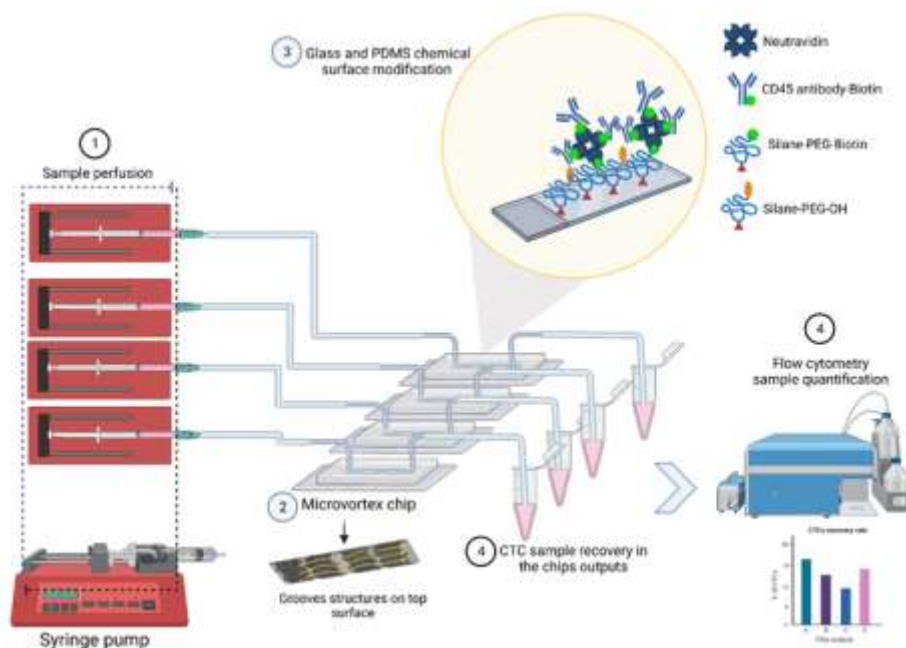 1
Sample perfusion
3
Glass and PDMS chemical
surface modification
Neutravidin
CD45 antibody-Biotin
Silane-PEG-Biotin
Silane-PEG-OH
2
Microvortex chip
Grooves structures on top
surface
4
CTC sample recovery in
the chips outputs
4
Flow cytometry
sample quantification
CTCs recovery rate
Syringe pump